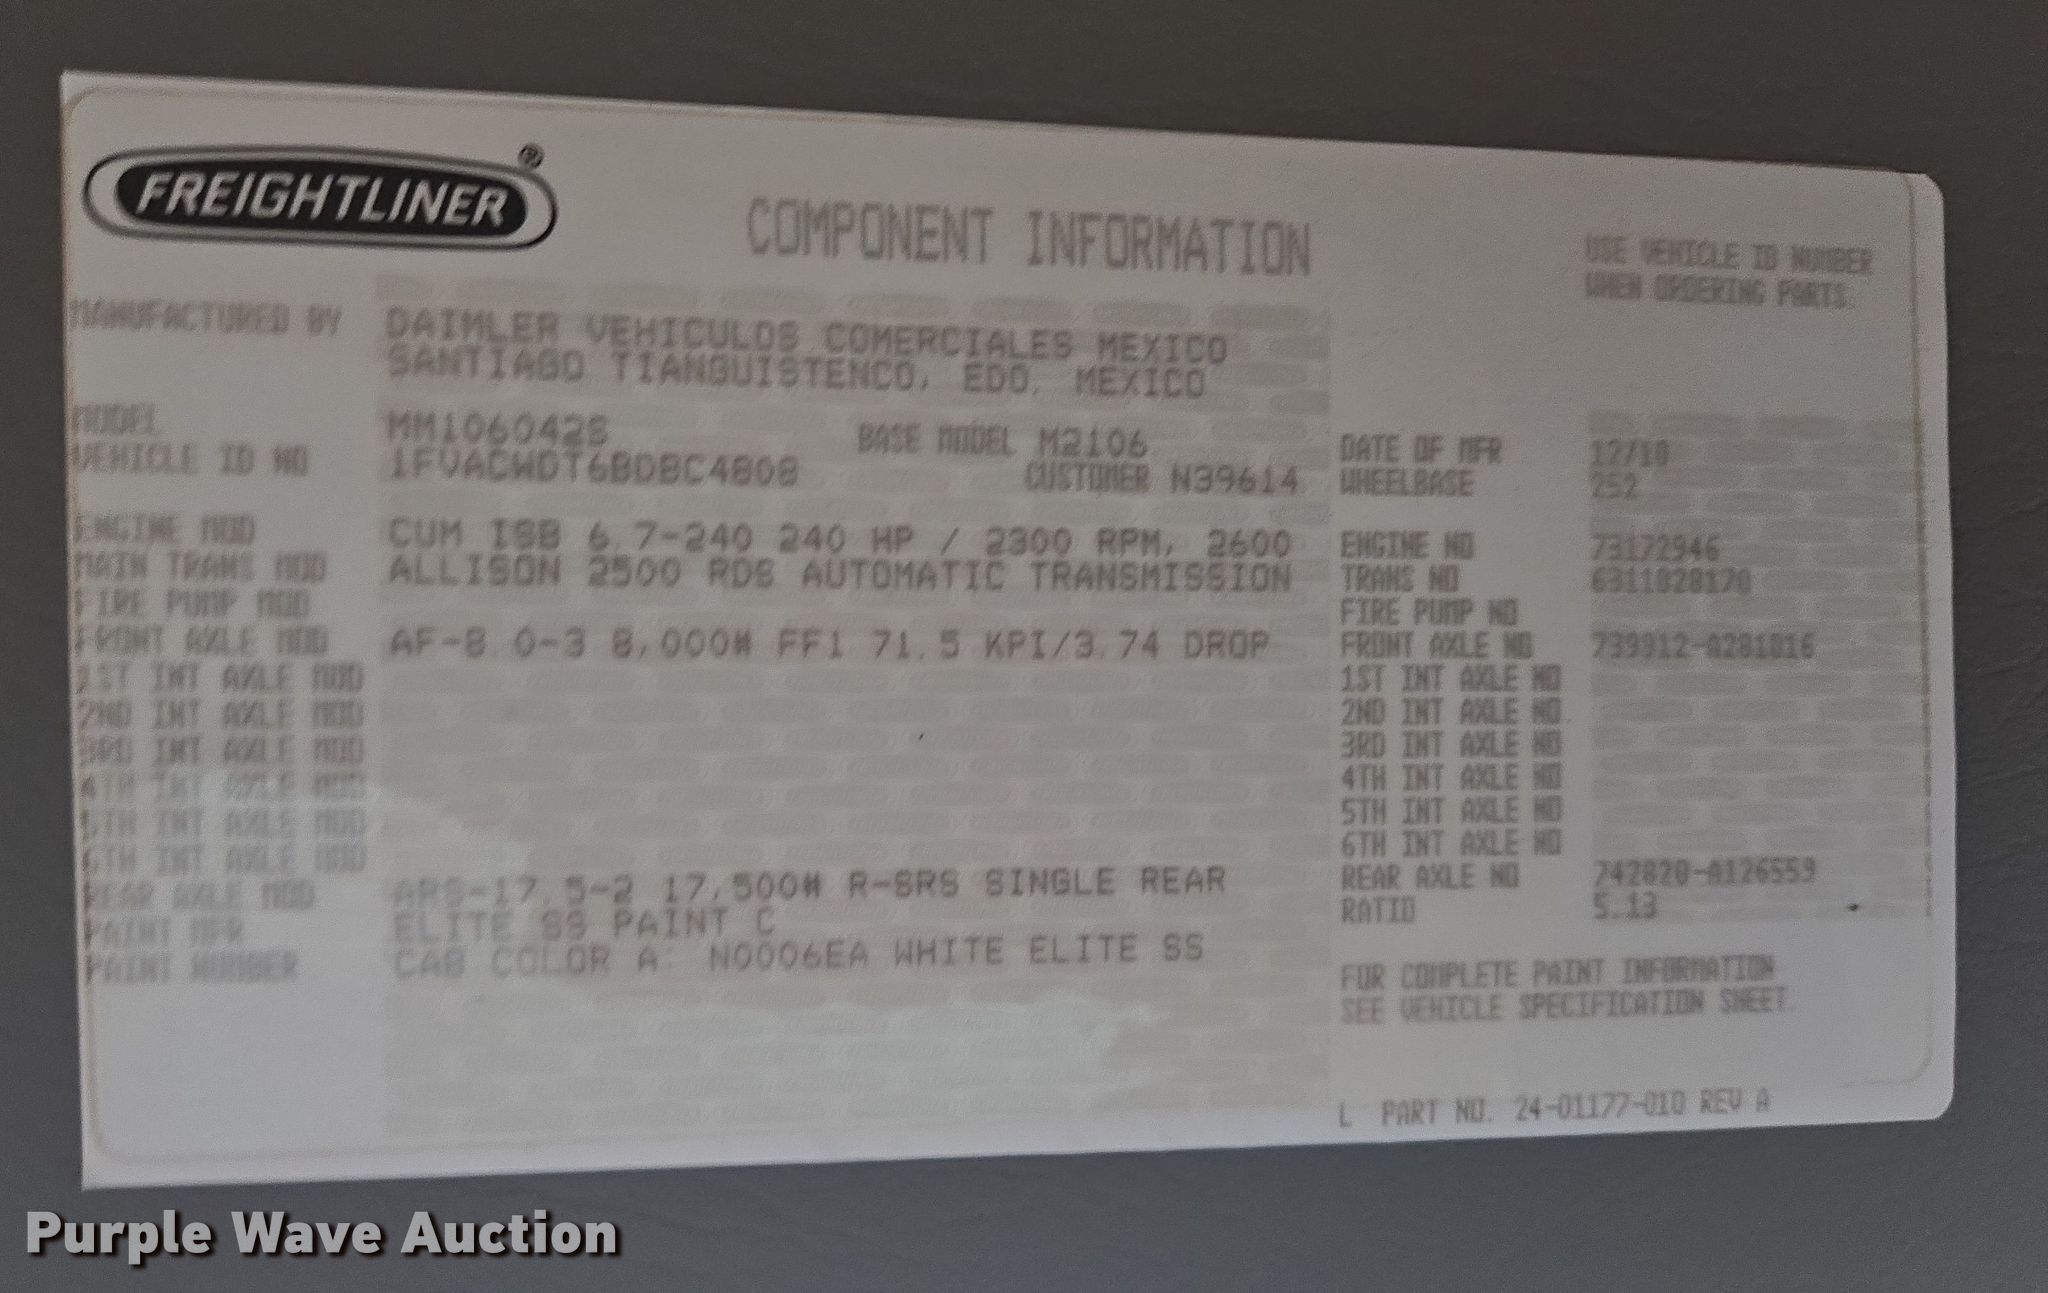 FREIGHTLINER®
COMPONENT INFORMATION
USE VEHICLE ID NUMBER
WHEN ORDERING PARTS.
MANUFACTURED BY DAIMLER VEHICULOS COMERCIALES MEXICO
SANTIAGO TIANGUISTENCO, EDO. MEXICO
MODEL MM106042S BASE MODEL M2106 DATE OF MFR 12/10
VEHICLE ID NO 1FVACWDT6BDBC4808 CUSTOMER N39614 WHEELBASE 252
ENGINE MOD CUM ISB 6.7-240 240 HP / 2300 RPM, 2600 ENGINE NO 73172946
MAIN TRANS MOD ALLISON 2500 RDS AUTOMATIC TRANSMISSION TRANS NO 6311028170
FIRE PUMP MOD FIRE PUMP NO
FRONT AXLE MOD AF-8.0-3 8,000# FF1 71.5 KPI/3.74 DROP FRONT AXLE NO 739912-A281816
1ST INT AXLE MOD 1ST INT AXLE NO
2ND INT AXLE MOD 2ND INT AXLE NO
3RD INT AXLE MOD 3RD INT AXLE NO
4TH INT AXLE MOD 4TH INT AXLE NO
5TH INT AXLE MOD 5TH INT AXLE NO
6TH INT AXLE MOD 6TH INT AXLE NO
REAR AXLE MOD ARS-17.5-2 17,500# R-SRS SINGLE REAR REAR AXLE NO 742820-A126559
PAINT MFR ELITE SS PAINT C RATIO 5.13
PAINT NUMBER CAB COLOR A: N0006EA WHITE ELITE SS
FOR COMPLETE PAINT INFORMATION
SEE VEHICLE SPECIFICATION SHEET.
L PART NO. 24-01177-010 REV A
Purple Wave Auction